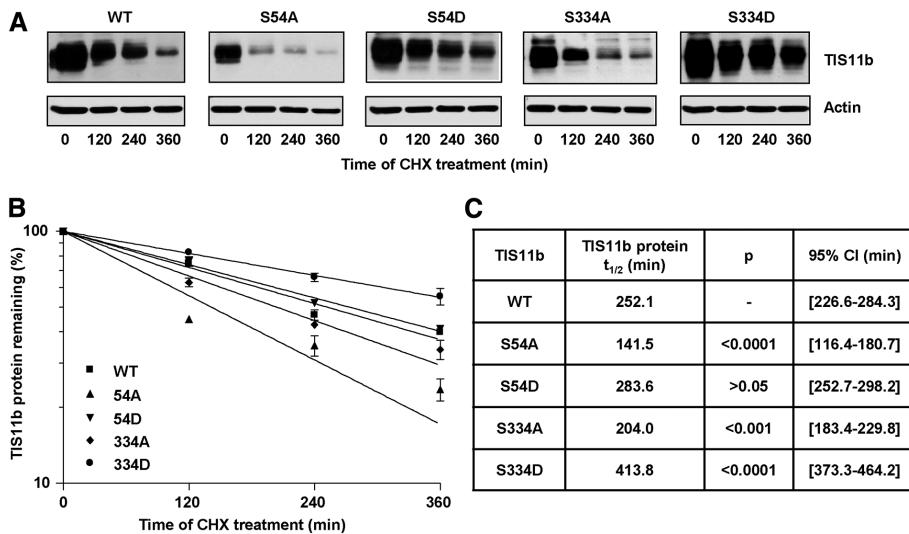 A
WT S54A S54D S334A S334D
TIS11b
Actin
0 120 240 360 0 120 240 360 0 120 240 360 0 120 240 360 0 120 240 360
Time of CHX treatment (min)
B
TIS11b protein remaining (%)
100
10
WT
54A
54D
334A
334D
0 120 240 360
Time of CHX treatment (min)
C
TIS11b TIS11b protein t1/2 (min) p 95% CI (min)
WT 252.1 - [226.6-284.3]
S54A 141.5 <0.0001 [116.4-180.7]
S54D 283.6 >0.05 [252.7-298.2]
S334A 204.0 <0.001 [183.4-229.8]
S334D 413.8 <0.0001 [373.3-464.2]